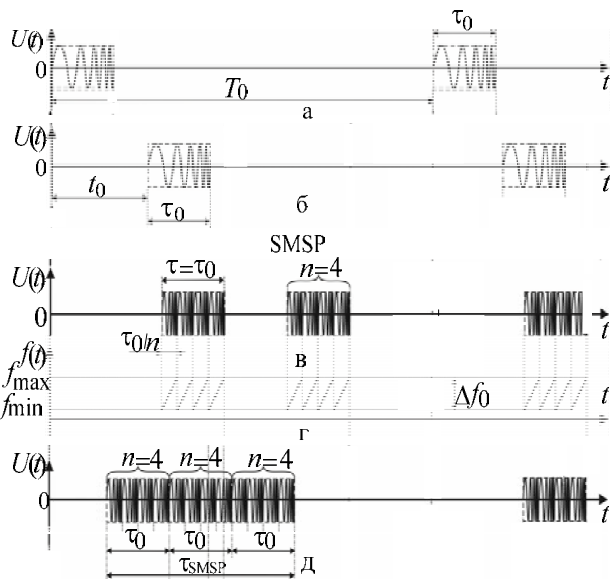 U(t)
τ0
0
T0
t
а
U(t)
0
t0
τ0
t
б
SMSP
U(t)
τ=τ0
n=4
0
t
τ0/n
в
f(t)
fmax
fmin
Δf0
t
г
n=4 n=4 n=4
U(t)
0
t
τ0 τ0 τ0
τSMSP
д